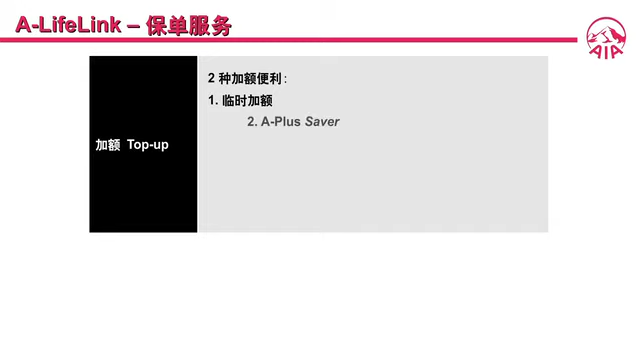 A-LifeLink – 保单服务
AIA
2 种加额便利：
1. 临时加额
2. A-Plus Saver
加额 Top-up